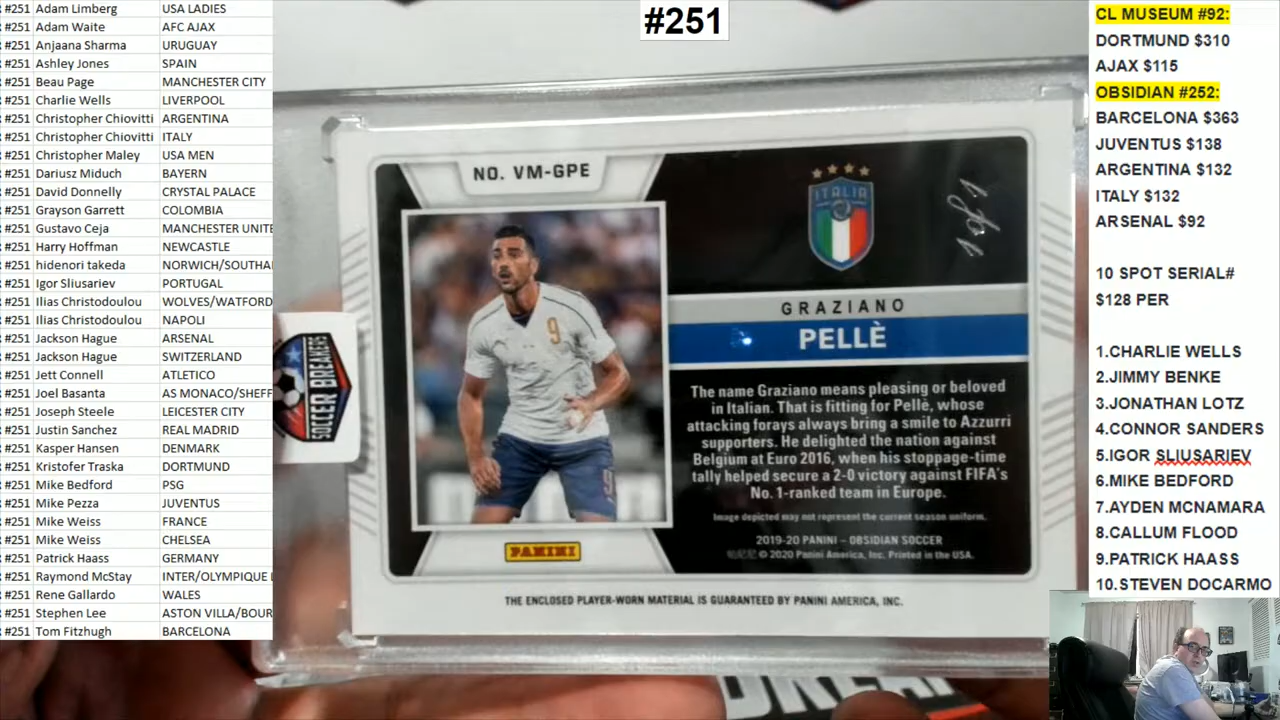 #251 Adam Limberg USA LADIES
#251 Adam Waite AFC AJAX
#251 Anjaana Sharma URUGUAY
#251 Ashley Jones SPAIN
#251 Beau Page MANCHESTER CITY
#251 Charlie Wells LIVERPOOL
#251 Christopher Chiovitti ARGENTINA
#251 Christopher Chiovitti ITALY
#251 Christopher Maley USA MEN
#251 Dariusz Miduch BAYERN
#251 David Donnelly CRYSTAL PALACE
#251 Grayson Garrett COLOMBIA
#251 Gustavo Ceja MANCHESTER UNITE
#251 Harry Hoffman NEWCASTLE
#251 hidenori takeda NORWICH/SOUTHA
#251 Igor Sliusariev PORTUGAL
#251 Ilias Christodoulou WOLVES/WATFORD
#251 Ilias Christodoulou NAPOLI
#251 Jackson Hague ARSENAL
#251 Jackson Hague SWITZERLAND
#251 Jett Connell ATLETICO
#251 Joel Basanta AS MONACO/SHEFF
#251 Joseph Steele LEICESTER CITY
#251 Justin Sanchez REAL MADRID
#251 Kasper Hansen DENMARK
#251 Kristofer Traska DORTMUND
#251 Mike Bedford PSG
#251 Mike Pezza JUVENTUS
#251 Mike Weiss FRANCE
#251 Mike Weiss CHELSEA
#251 Patrick Haass GERMANY
#251 Raymond McStay INTER/OLYMPIQUE
#251 Rene Gallardo WALES
#251 Stephen Lee ASTON VILLA/BOUR
#251 Tom Fitzhugh BARCELONA
#251
NO. VM-GPE
ITALIA
1 of 1
9
9
GRAZIANO
PELLÈ
The name Graziano means pleasing or beloved
in Italian. That is fitting for Pellè, whose
attacking forays always bring a smile to Azzurri
supporters. He delighted the nation against
Belgium at Euro 2016, when his stoppage-time
tally helped secure a 2-0 victory against FIFA's
No. 1-ranked team in Europe.
Image depicted may not represent the current season uniform.
2019-20 PANINI – OBSIDIAN SOCCER
© 2020 Panini America, Inc. Printed in the USA.
PANINI
THE ENCLOSED PLAYER-WORN MATERIAL IS GUARANTEED BY PANINI AMERICA, INC.
SOCCER BREAKERS
CL MUSEUM #92:
DORTMUND $310
AJAX $115
OBSIDIAN #252:
BARCELONA $363
JUVENTUS $138
ARGENTINA $132
ITALY $132
ARSENAL $92
10 SPOT SERIAL#
$128 PER
1.CHARLIE WELLS
2.JIMMY BENKE
3.JONATHAN LOTZ
4.CONNOR SANDERS
5.IGOR SLIUSARIEV
6.MIKE BEDFORD
7.AYDEN MCNAMARA
8.CALLUM FLOOD
9.PATRICK HAASS
10.STEVEN DOCARMO